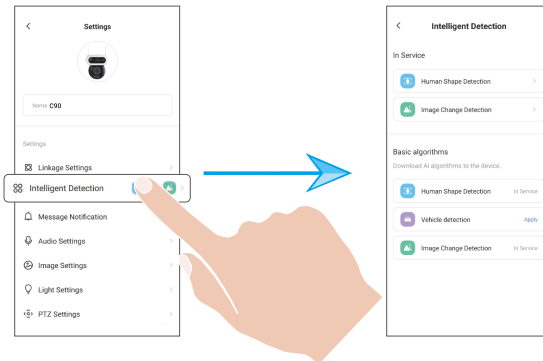 Settings
Name C90
Settings
Linkage Settings
Intelligent Detection
Message Notification
Audio Settings
Image Settings
Light Settings
PTZ Settings
Intelligent Detection
In Service
Human Shape Detection
Image Change Detection
Basic algorithms
Download AI algorithms to the device.
Human Shape Detection In Service
Vehicle detection Apply
Image Change Detection In Service